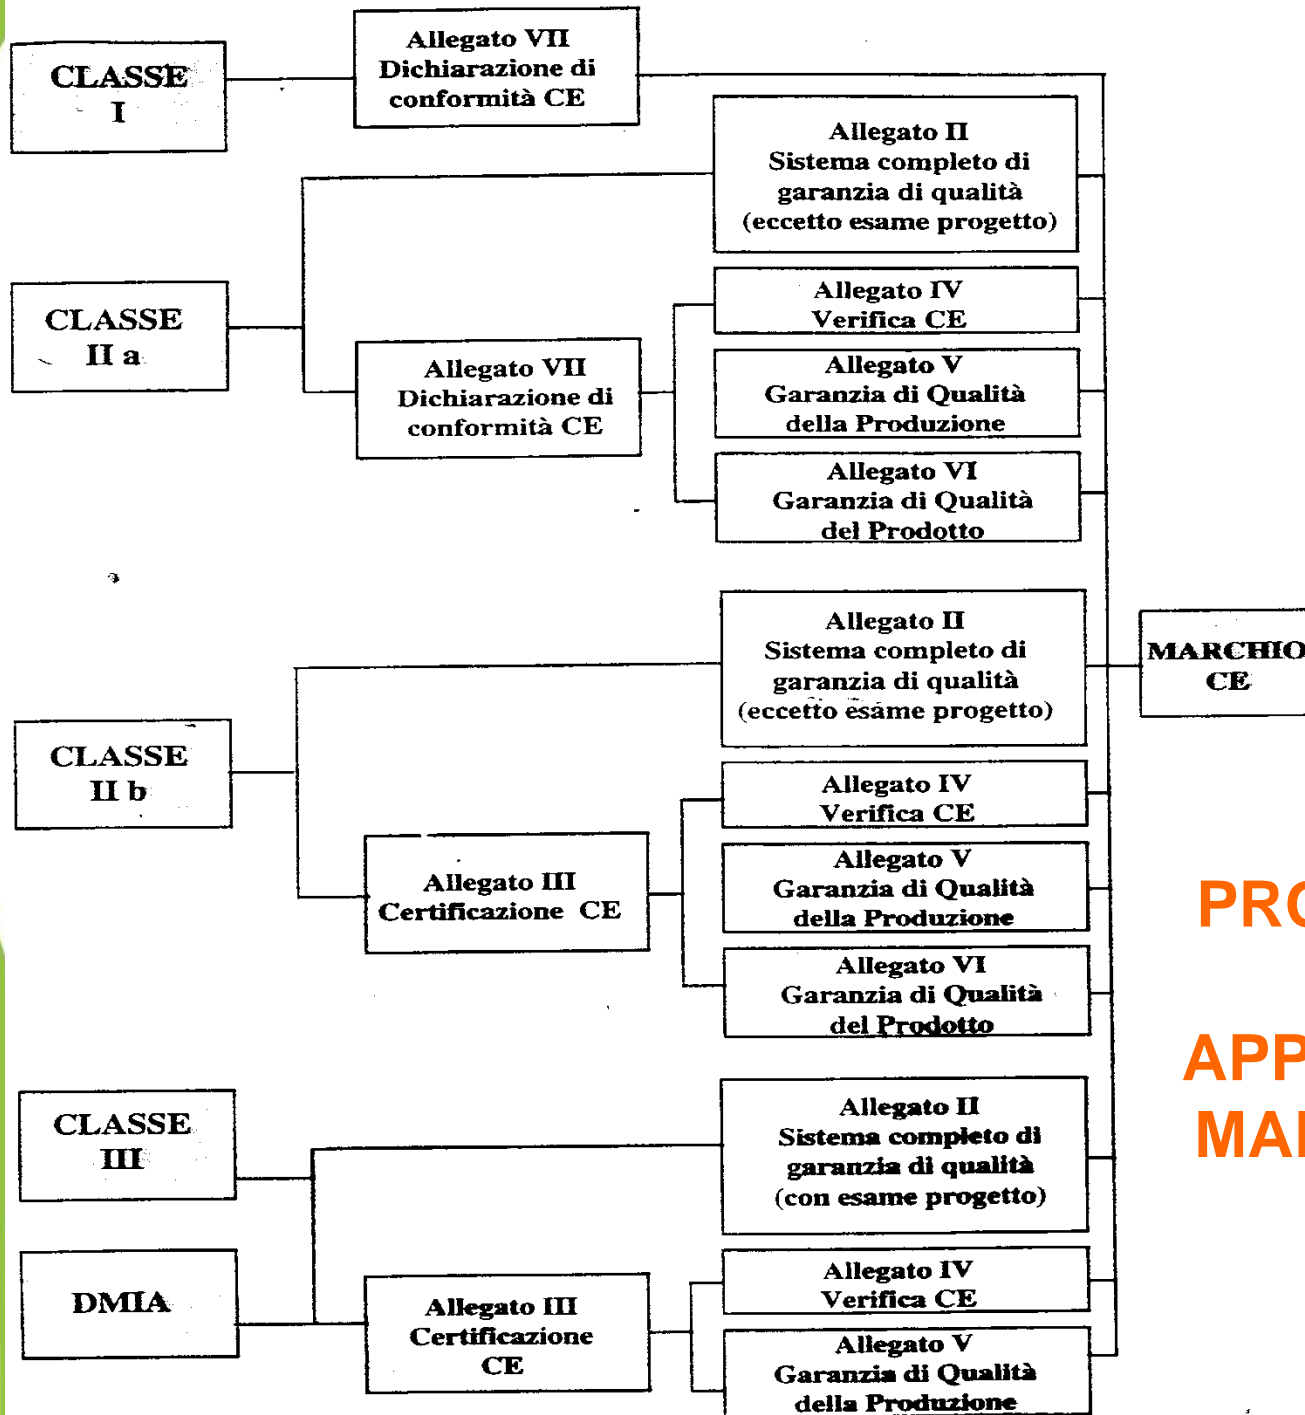 CLASSE
I
Allegato VII
Dichiarazione di
conformità CE
Allegato II
Sistema completo di
garanzia di qualità
(eccetto esame progetto)
CLASSE
II a
Allegato VII
Dichiarazione di
conformità CE
Allegato IV
Verifica CE
Allegato V
Garanzia di Qualità
della Produzione
Allegato VI
Garanzia di Qualità
del Prodotto
CLASSE
II b
Allegato II
Sistema completo di
garanzia di qualità
(eccetto esame progetto)
Allegato III
Certificazione CE
Allegato IV
Verifica CE
Allegato V
Garanzia di Qualità
della Produzione
Allegato VI
Garanzia di Qualità
del Prodotto
CLASSE
III
DMIA
Allegato II
Sistema completo di
garanzia di qualità
(con esame progetto)
Allegato III
Certificazione
CE
Allegato IV
Verifica CE
Allegato V
Garanzia di Qualità
della Produzione
MARCHIO
CE
APP